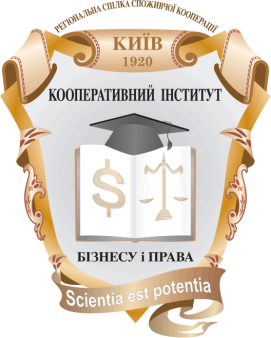 РЕГІОНАЛЬНА СПІЛКА СПОЖИВЧОЇ КООПЕРАЦІЇ
КИЇВ
1920
КООПЕРАТИВНИЙ ІНСТИТУТ
$
БІЗНЕСУ і ПРАВА
Scientia est potentia